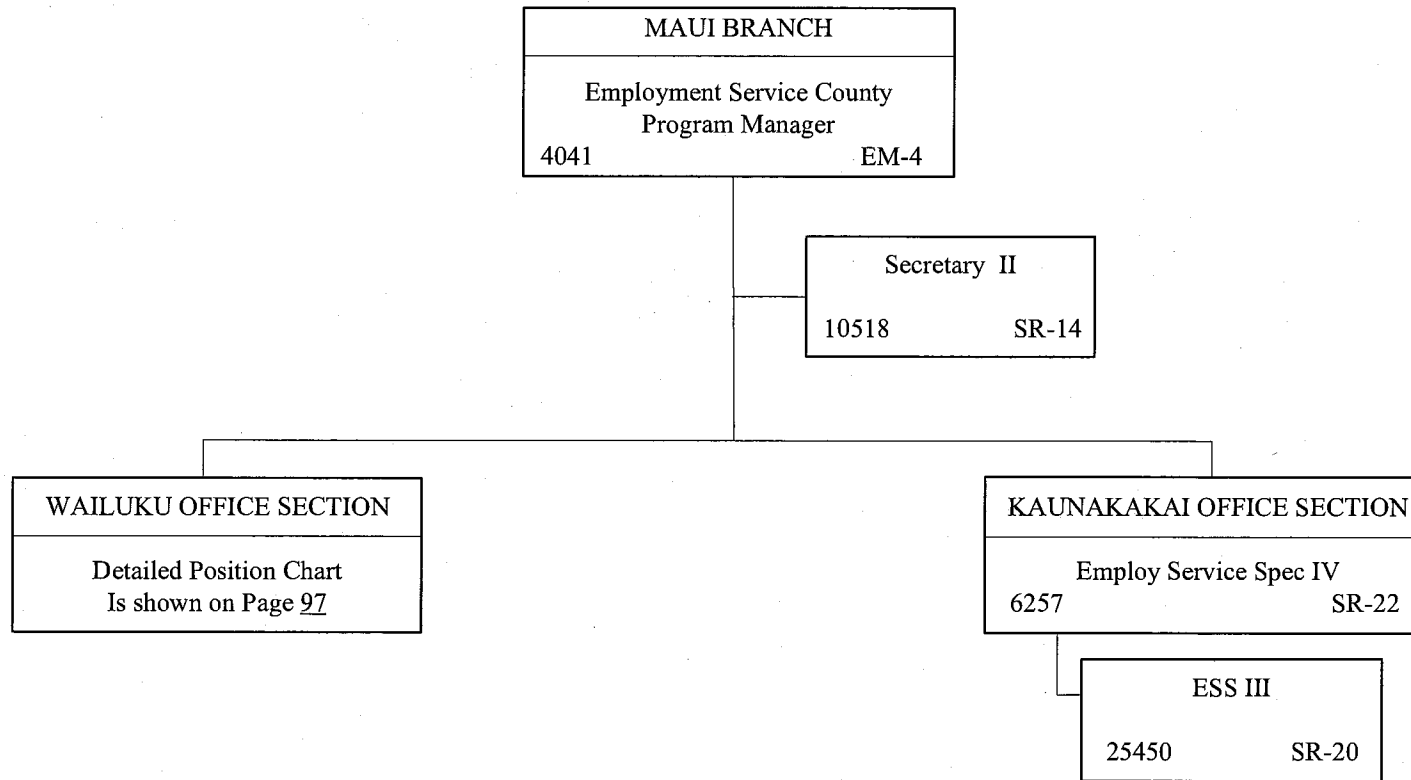 MAUI BRANCH
Employment Service County
Program Manager
4041 EM-4
Secretary II
10518 SR-14
WAILUKU OFFICE SECTION
Detailed Position Chart
Is shown on Page 97
KAUNAKAKAI OFFICE SECTION
Employ Service Spec IV
6257 SR-22
ESS III
25450 SR-20